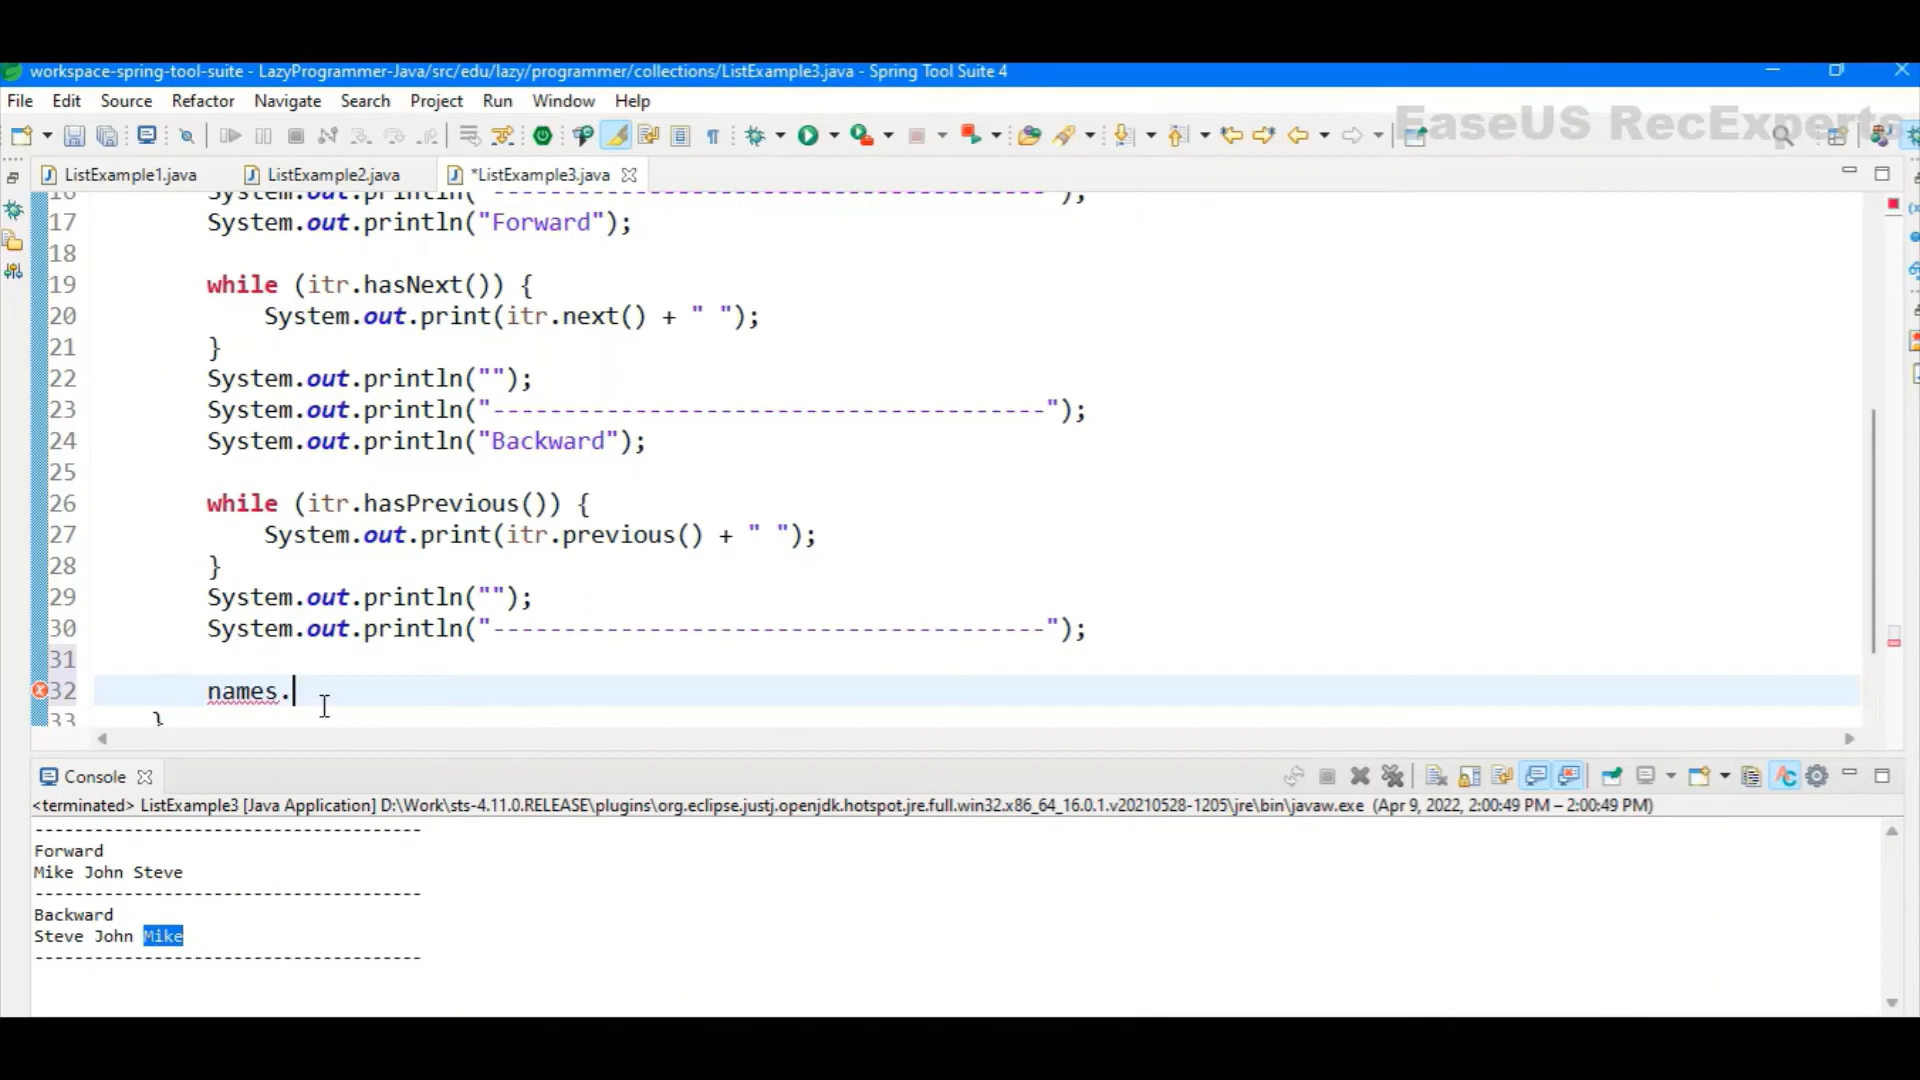 workspace-spring-tool-suite - LazyProgrammer-Java/src/edu/lazy/programmer/collections/ListExample3.java - Spring Tool Suite 4
File Edit Source Refactor Navigate Search Project Run Window Help
EaseUS RecExperts
ListExample1.java ListExample2.java *ListExample3.java
16 System.out.println("---------------------------------------");
17 System.out.println("Forward");
18
19 while (itr.hasNext()) {
20 System.out.print(itr.next() + " ");
21 }
22 System.out.println("");
23 System.out.println("---------------------------------------");
24 System.out.println("Backward");
25
26 while (itr.hasPrevious()) {
27 System.out.print(itr.previous() + " ");
28 }
29 System.out.println("");
30 System.out.println("---------------------------------------");
31
32 names.
33 }
Console
<terminated> ListExample3 [Java Application] D:\Work\sts-4.11.0.RELEASE\plugins\org.eclipse.justj.openjdk.hotspot.jre.full.win32.x86_64_16.0.1.v20210528-1205\jre\bin\javaw.exe (Apr 9, 2022, 2:00:49 PM – 2:00:49 PM)
---------------------------------------
Forward
Mike John Steve
---------------------------------------
Backward
Steve John Mike
---------------------------------------